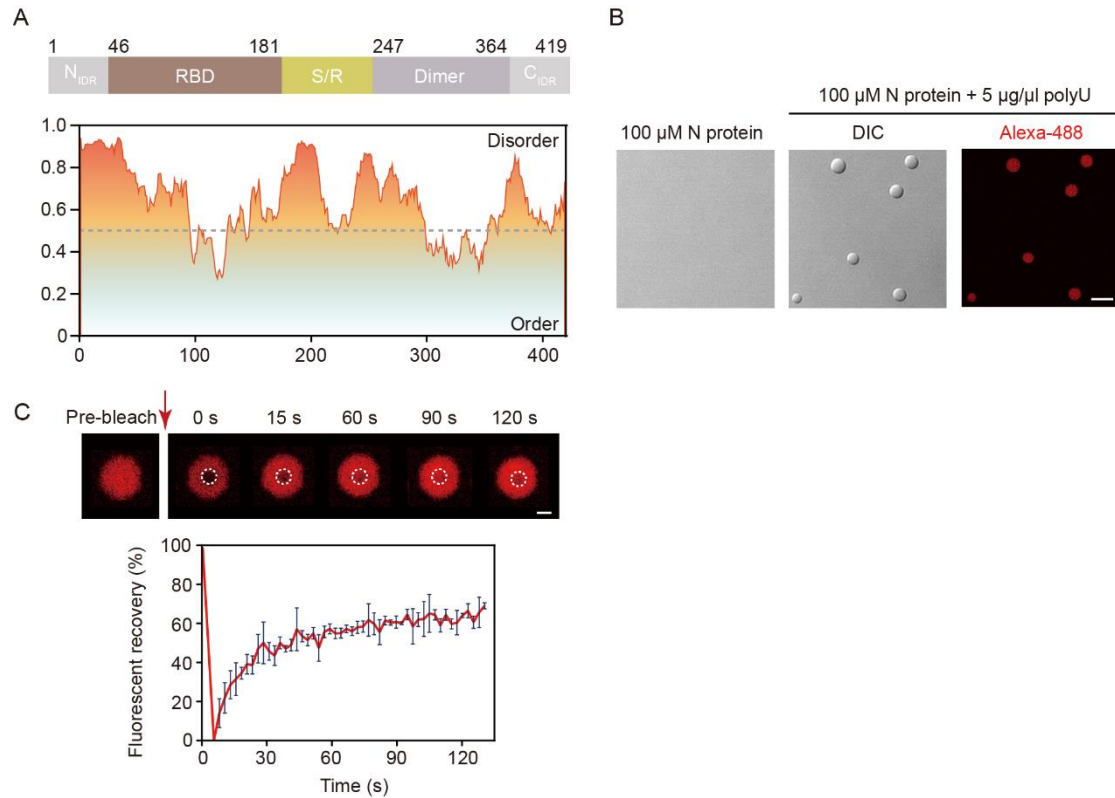 A
1 46 181 247 364 419
N_IDR RBD S/R Dimer C_IDR
1.0
0.8
0.6
0.4
0.2
0
Disorder
Order
0 100 200 300 400
B
100 µM N protein + 5 µg/µl polyU
100 µM N protein DIC Alexa-488
C
Pre-bleach 0 s 15 s 60 s 90 s 120 s
Fluorescent recovery (%)
100
80
60
40
20
0
0 30 60 90 120
Time (s)